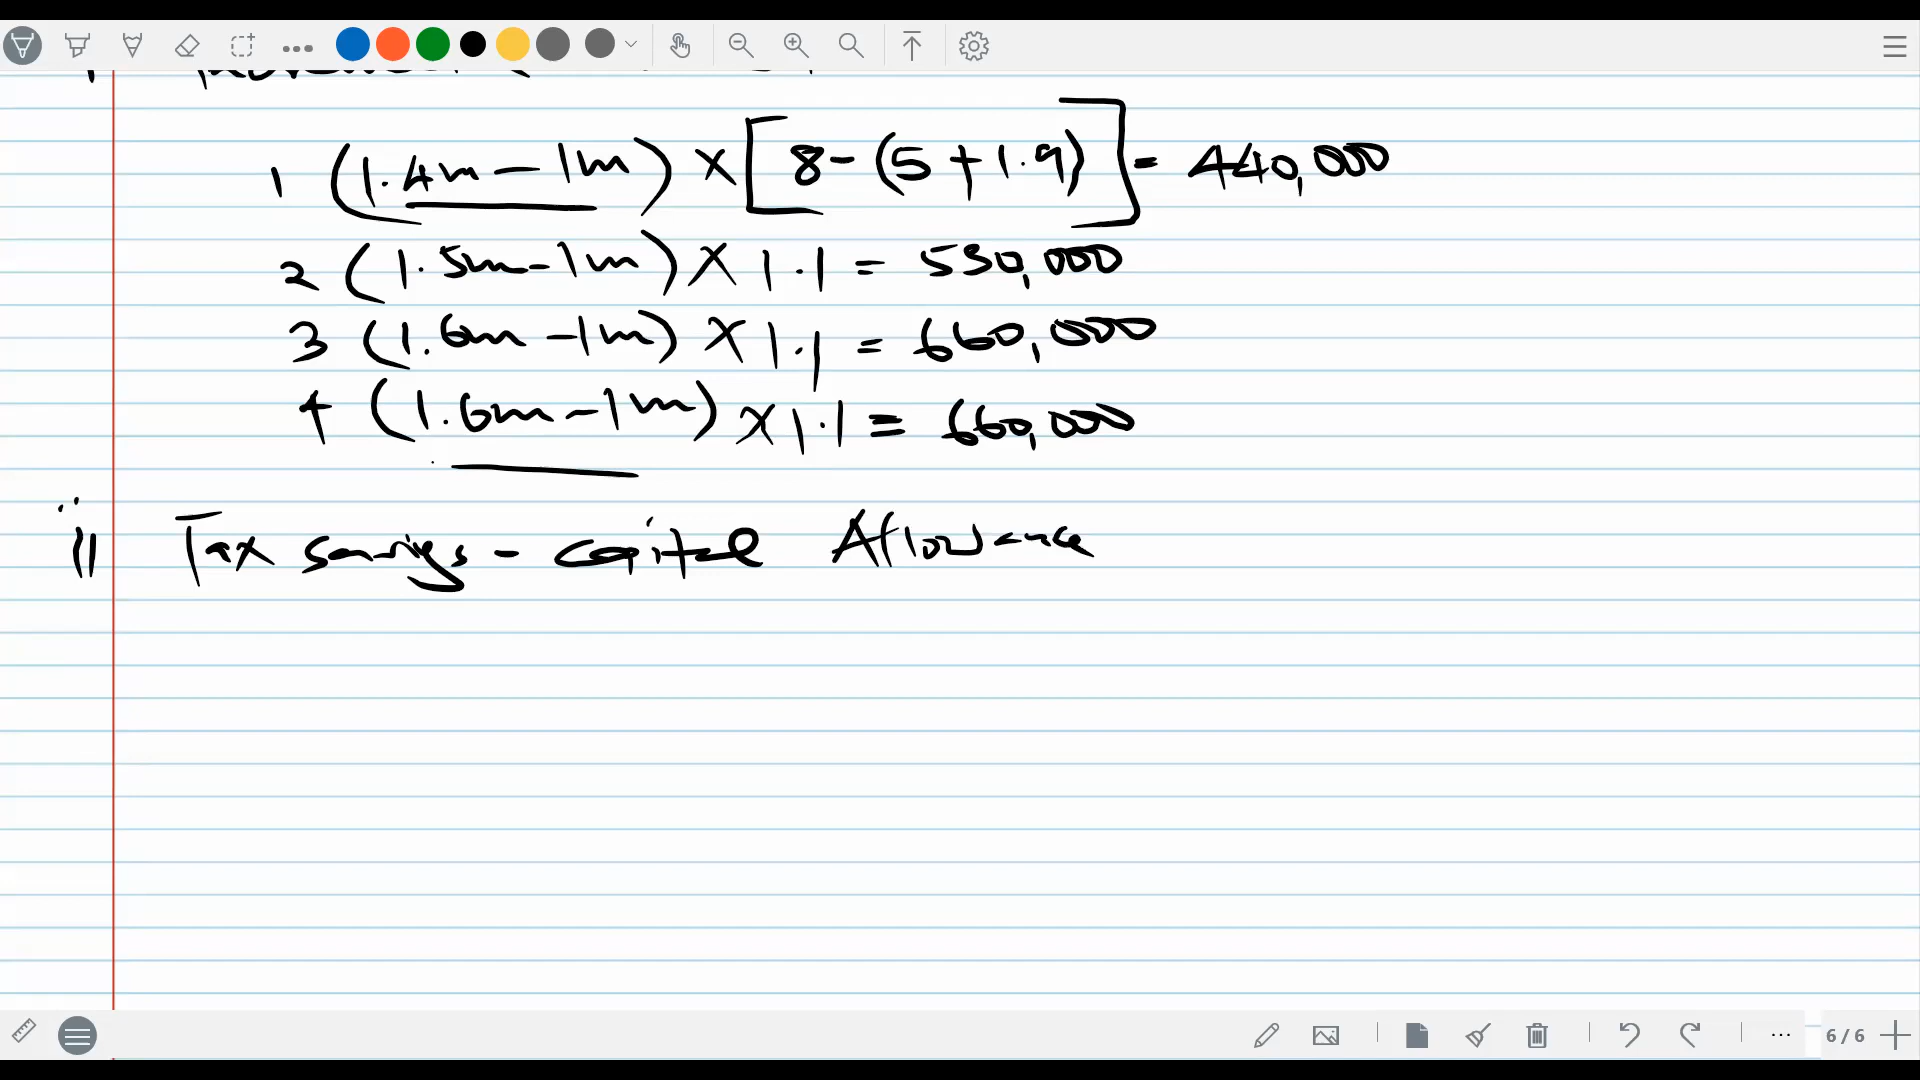 1 (1.4m - 1m) × [8 - (5 + 1.9)] = 440,000
2 (1.5m - 1m) × 1.1 = 550,000
3 (1.6m - 1m) × 1.1 = 660,000
4 (1.6m - 1m) × 1.1 = 660,000
ii Tax savings - capital Allowance
6 / 6